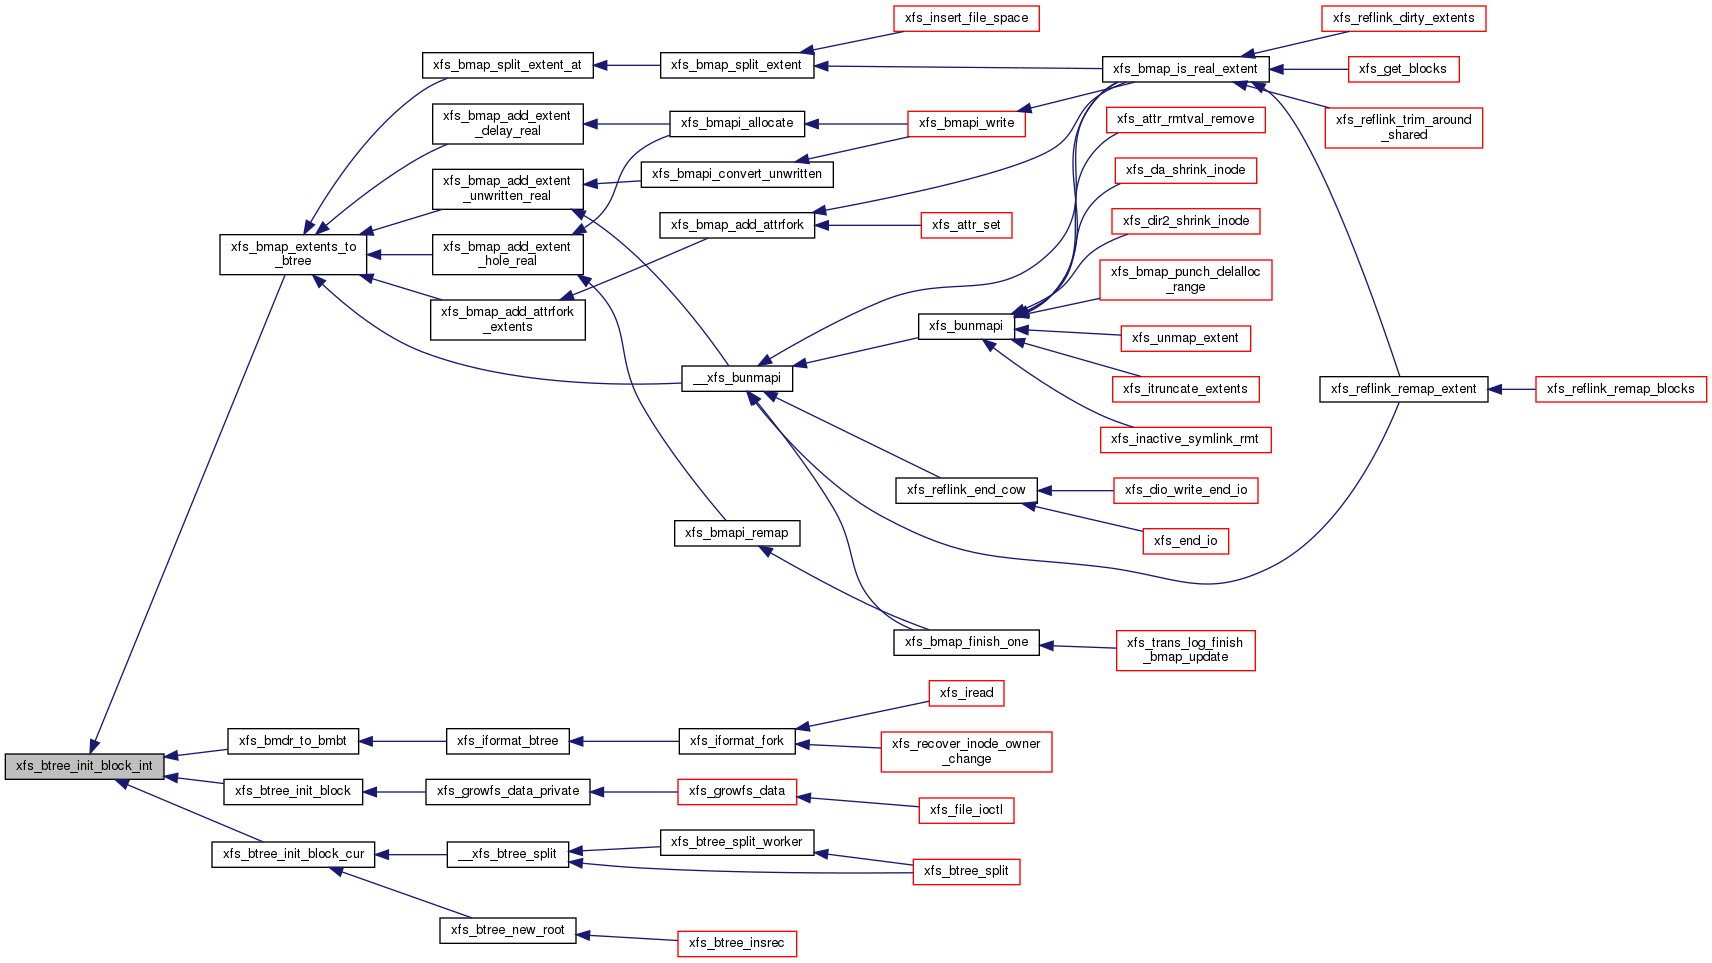 xfs_insert_file_space
xfs_reflink_dirty_extents
xfs_bmap_split_extent_at
xfs_bmap_split_extent
xfs_bmap_is_real_extent
xfs_get_blocks
xfs_bmap_add_extent
_delay_real
xfs_bmapi_allocate
xfs_bmapi_write
xfs_attr_rmtval_remove
xfs_reflink_trim_around
_shared
xfs_bmap_add_extent
_unwritten_real
xfs_bmapi_convert_unwritten
xfs_da_shrink_inode
xfs_bmap_add_attrfork
xfs_attr_set
xfs_dir2_shrink_inode
xfs_bmap_extents_to
_btree
xfs_bmap_add_extent
_hole_real
xfs_bmap_punch_delalloc
_range
xfs_bmap_add_attrfork
_extents
xfs_bunmapi
xfs_unmap_extent
__xfs_bunmapi
xfs_itruncate_extents
xfs_reflink_remap_extent
xfs_reflink_remap_blocks
xfs_inactive_symlink_rmt
xfs_reflink_end_cow
xfs_dio_write_end_io
xfs_bmapi_remap
xfs_end_io
xfs_bmap_finish_one
xfs_trans_log_finish
_bmap_update
xfs_iread
xfs_bmdr_to_bmbt
xfs_iformat_btree
xfs_iformat_fork
xfs_recover_inode_owner
_change
xfs_btree_init_block_int
xfs_btree_init_block
xfs_growfs_data_private
xfs_growfs_data
xfs_file_ioctl
xfs_btree_init_block_cur
__xfs_btree_split
xfs_btree_split_worker
xfs_btree_split
xfs_btree_new_root
xfs_btree_insrec